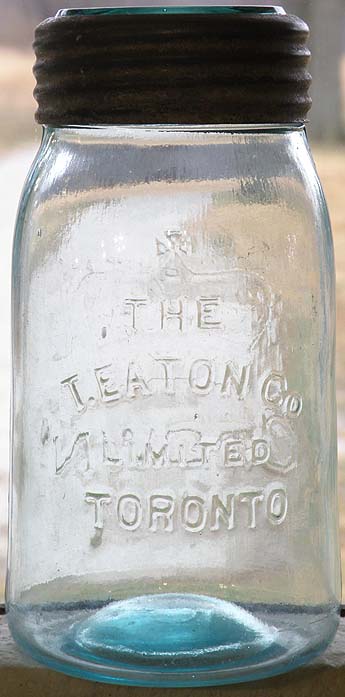 THE
T. EATON Co
LIMITED
TORONTO